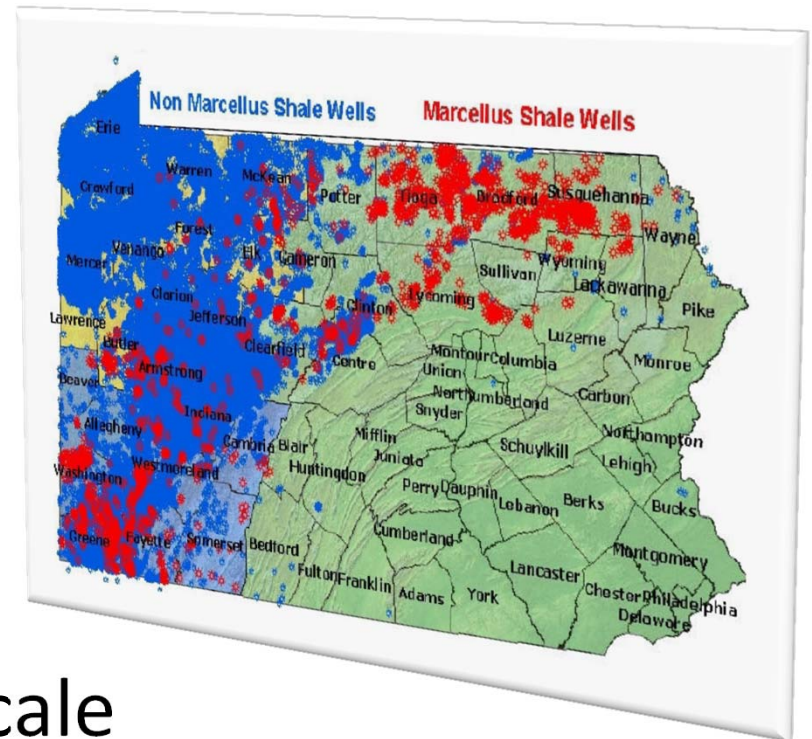 Non Marcellus Shale Wells Marcellus Shale Wells
Erie
Warren
McKean
Crawford
Potter
Tioga
Bradford
Susquehanna
Wayne
Forest
Venango
Elk
Cameron
Mercer
Sullivan
Wyoming
Lackawanna
Clarion
Clinton
Lycoming
Pike
Jefferson
Lawrence
Luzerne
Butler
Clearfield
Centre
Montour
Columbia
Monroe
Armstrong
Union
Beaver
Northumberland
Carbon
Snyder
Indiana
Allegheny
Cambria
Blair
Mifflin
Northampton
Schuylkill
Juniata
Lehigh
Huntingdon
Washington
Westmoreland
Perry
Dauphin
Lebanon
Berks
Bucks
Cumberland
Montgomery
Greene
Fayette
Somerset
Bedford
Lancaster
Fulton
Franklin
Adams
York
Chester
Philadelphia
Delaware
cale